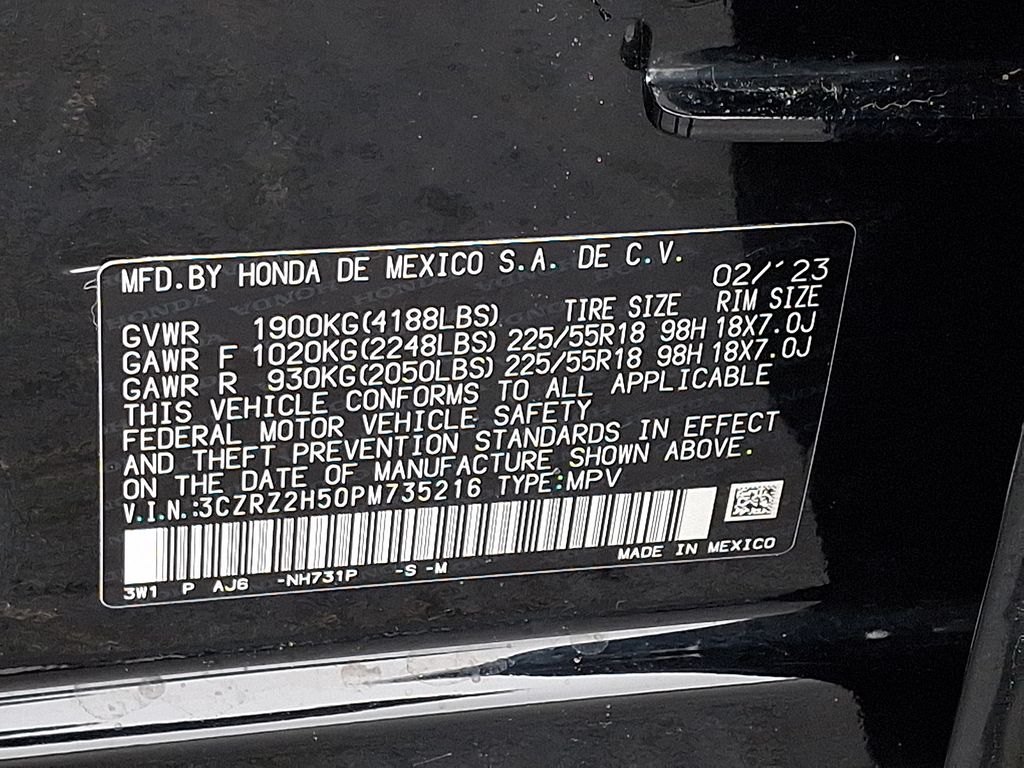 MFD.BY HONDA DE MEXICO S.A. DE C.V.
02/'23
TIRE SIZE RIM SIZE
GVWR 1900KG(4188LBS)
GAWR F 1020KG(2248LBS) 225/55R18 98H 18X7.0J
GAWR R 930KG(2050LBS) 225/55R18 98H 18X7.0J
THIS VEHICLE CONFORMS TO ALL APPLICABLE
FEDERAL MOTOR VEHICLE SAFETY
AND THEFT PREVENTION STANDARDS IN EFFECT
ON THE DATE OF MANUFACTURE SHOWN ABOVE.
V.I.N.:3CZRZ2H50PM735216 TYPE:MPV
3W1 P AJ6 -NH731P -S -M
MADE IN MEXICO